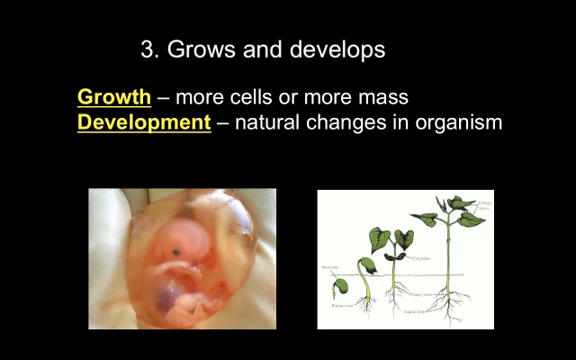 3. Grows and develops
Growth – more cells or more mass
Development – natural changes in organism